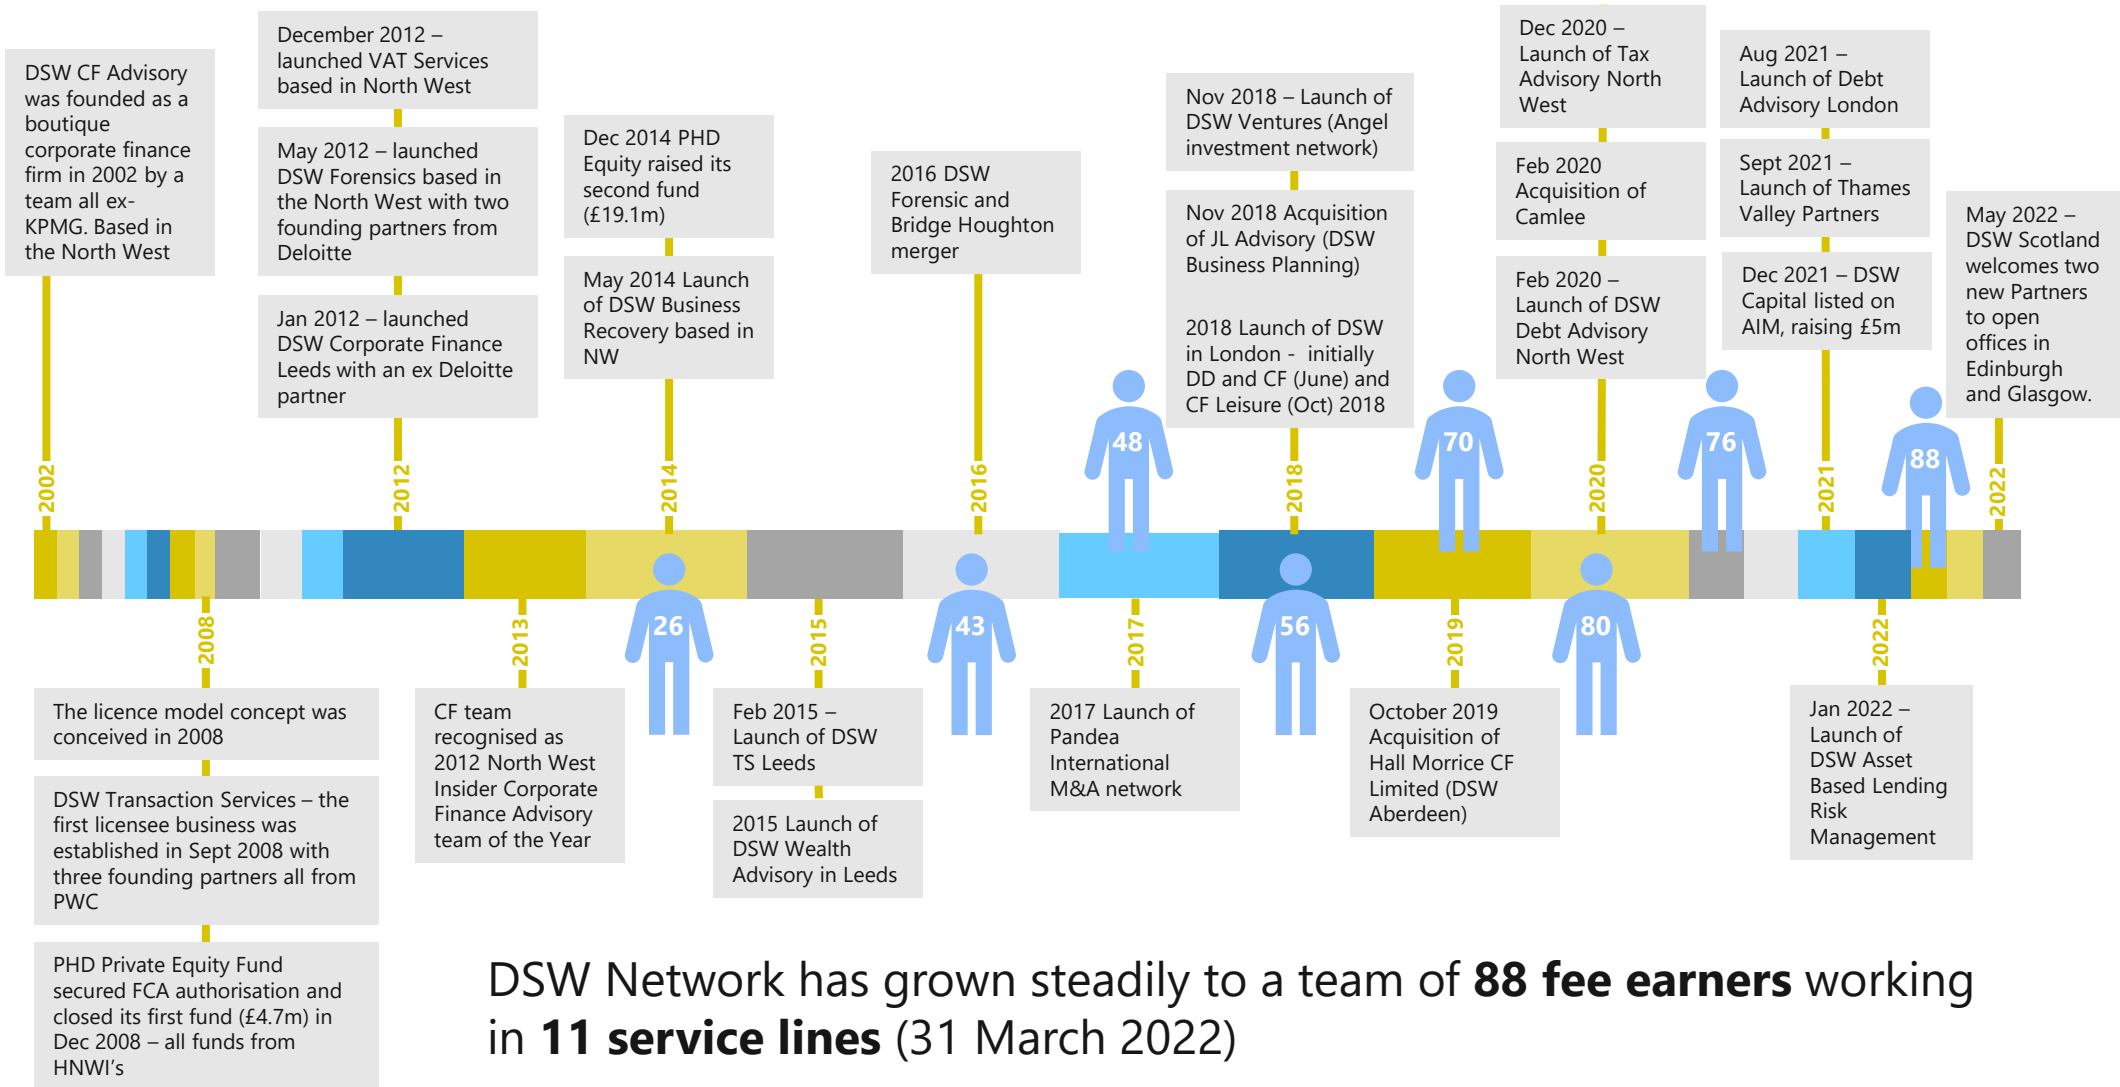 DSW CF Advisory
was founded as a
boutique
corporate finance
firm in 2002 by a
team all ex-
KPMG. Based in
the North West
December 2012 –
launched VAT Services
based in North West
May 2012 – launched
DSW Forensics based in
the North West with two
founding partners from
Deloitte
Jan 2012 – launched
DSW Corporate Finance
Leeds with an ex Deloitte
partner
Dec 2014 PHD
Equity raised its
second fund
(£19.1m)
May 2014 Launch
of DSW Business
Recovery based in
NW
2016 DSW
Forensic and
Bridge Houghton
merger
Nov 2018 – Launch of
DSW Ventures (Angel
investment network)
Nov 2018 Acquisition
of JL Advisory (DSW
Business Planning)
2018 Launch of DSW
in London - initially
DD and CF (June) and
CF Leisure (Oct) 2018
Dec 2020 –
Launch of Tax
Advisory North
West
Feb 2020
Acquisition of
Camlee
Feb 2020 –
Launch of DSW
Debt Advisory
North West
Aug 2021 –
Launch of Debt
Advisory London
Sept 2021 –
Launch of Thames
Valley Partners
Dec 2021 – DSW
Capital listed on
AIM, raising £5m
May 2022 –
DSW Scotland
welcomes two
new Partners
to open
offices in
Edinburgh
and Glasgow.
48
70
76
88
2002
2012
2014
2016
2018
2020
2021
2022
26
43
56
80
2008
2013
2015
2017
2019
2022
The licence model concept was
conceived in 2008
DSW Transaction Services – the
first licensee business was
established in Sept 2008 with
three founding partners all from
PWC
PHD Private Equity Fund
secured FCA authorisation and
closed its first fund (£4.7m) in
Dec 2008 – all funds from
HNWI's
CF team
recognised as
2012 North West
Insider Corporate
Finance Advisory
team of the Year
Feb 2015 –
Launch of DSW
TS Leeds
2015 Launch of
DSW Wealth
Advisory in Leeds
2017 Launch of
Pandea
International
M&A network
October 2019
Acquisition of
Hall Morrice CF
Limited (DSW
Aberdeen)
Jan 2022 –
Launch of
DSW Asset
Based Lending
Risk
Management
DSW Network has grown steadily to a team of 88 fee earners working
in 11 service lines (31 March 2022)